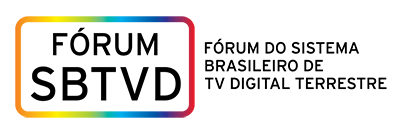 FÓRUM
SBTVD
FÓRUM DO SISTEMA
BRASILEIRO DE
TV DIGITAL TERRESTRE